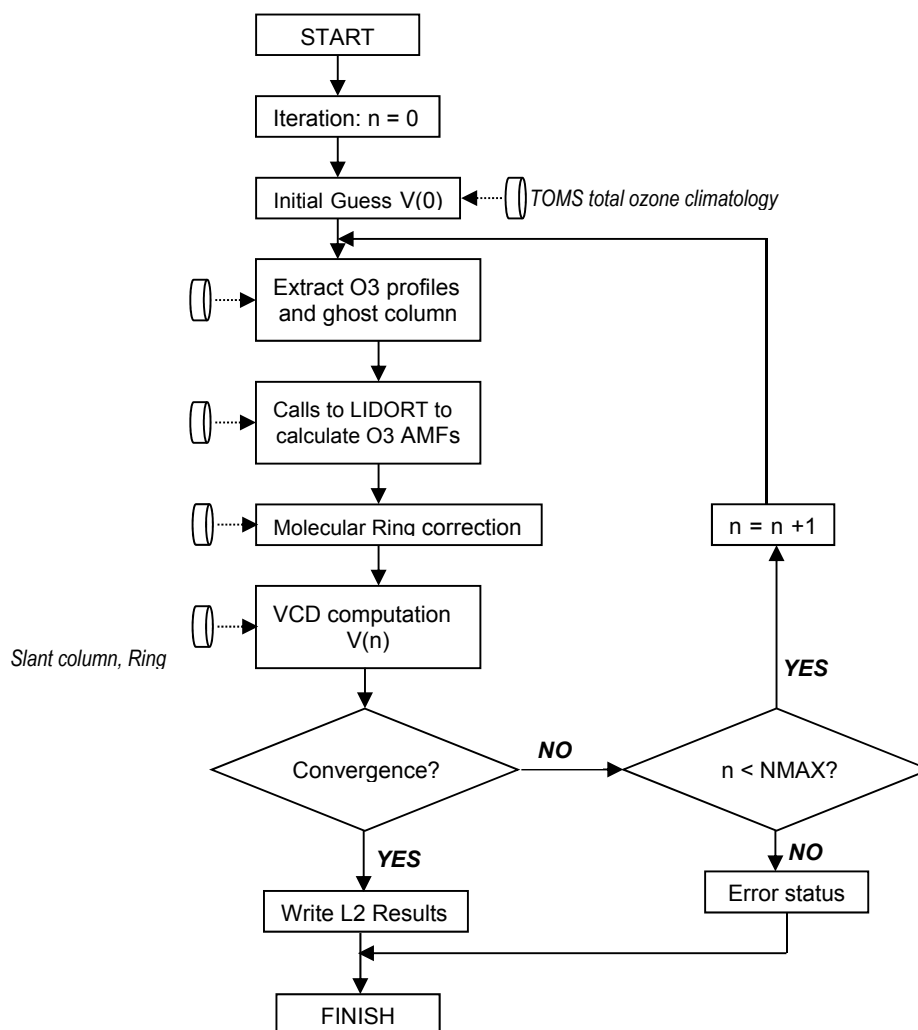 START
Iteration: n = 0
Initial Guess V(0)
TOMS total ozone climatology
Extract O3 profiles
and ghost column
Calls to LIDORT to
calculate O3 AMFs
Molecular Ring correction
n = n +1
VCD computation
V(n)
Slant column, Ring
YES
Convergence?
NO
n < NMAX?
YES
NO
Write L2 Results
Error status
FINISH